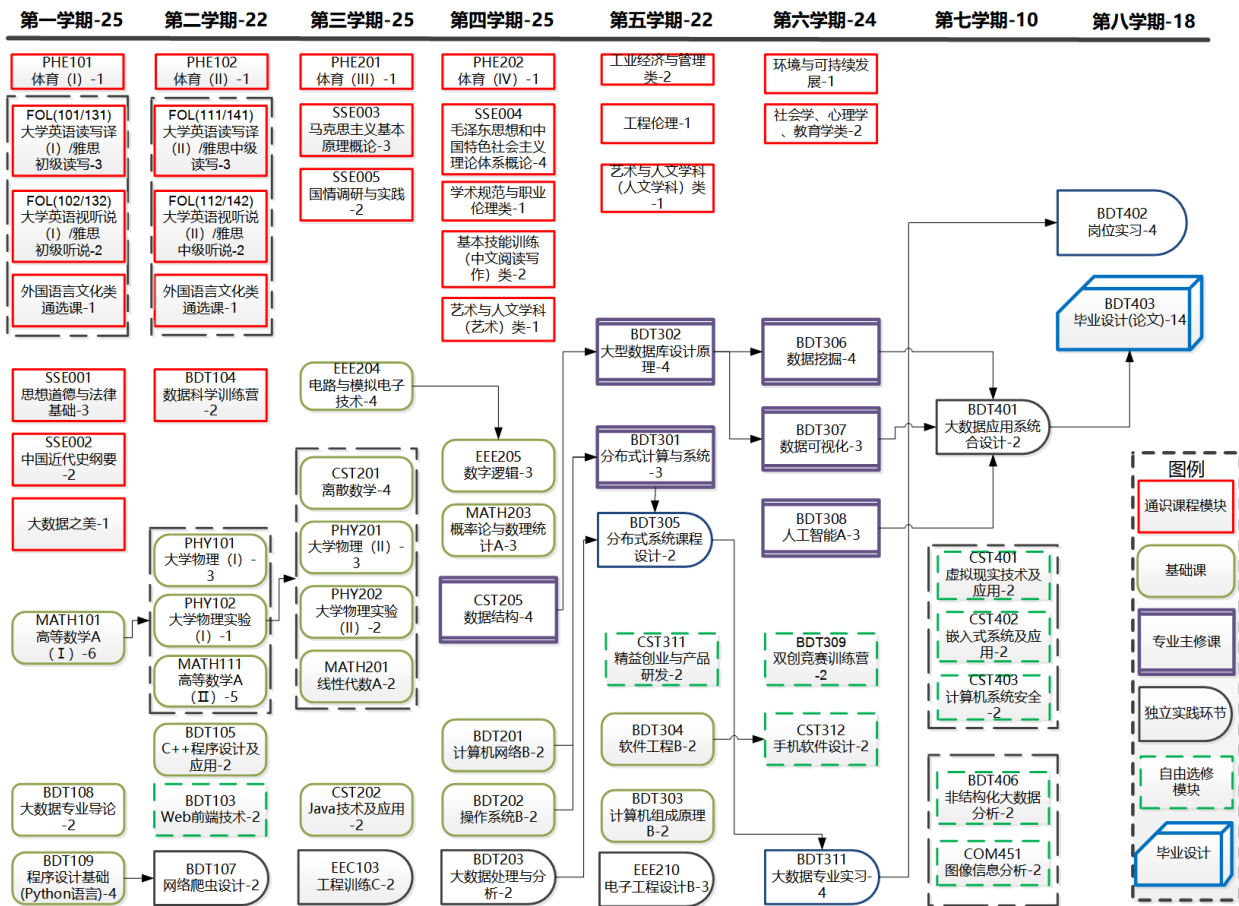 第一学期-25
第二学期-22
第三学期-25
第四学期-25
第五学期-22
第六学期-24
第七学期-10
第八学期-18
PHE101
体育（I）-1
FOL(101/131)
大学英语读写译
（I）/雅思
初级读写-3
FOL(102/132)
大学英语视听说
（I）/雅思
初级听说-2
外国语言文化类
通选课-1
SSE001
思想道德与法律
基础-3
SSE002
中国近代史纲要
-2
大数据之美-1
MATH101
高等数学A
（Ⅰ）-6
BDT108
大数据专业导论
-2
BDT109
程序设计基础
(Python语言)-4
PHE102
体育（II）-1
FOL(111/141)
大学英语读写译
（II）/雅思中级
读写-3
FOL(112/142)
大学英语视听说
（II）/雅思
中级听说-2
外国语言文化类
通选课-1
BDT104
数据科学训练营
-2
PHY101
大学物理（I）-
3
PHY102
大学物理实验
（I）-1
MATH111
高等数学A
（Ⅱ）-5
BDT105
C++程序设计及
应用-2
BDT103
Web前端技术-2
BDT107
网络爬虫设计-2
PHE201
体育（III）-1
SSE003
马克思主义基本
原理概论-3
SSE005
国情调研与实践
-2
EEE204
电路与模拟电子
技术-4
CST201
离散数学-4
PHY201
大学物理（II）-
3
PHY202
大学物理实验
（II）-2
MATH201
线性代数A-2
CST202
Java技术及应用
-2
EEC103
工程训练C-2
PHE202
体育（IV）-1
SSE004
毛泽东思想和中
国特色社会主义
理论体系概论-4
学术规范与职业
伦理类-1
基本技能训练
（中文阅读写
作）类-2
艺术与人文学科
（艺术）类-1
EEE205
数字逻辑-3
MATH203
概率论与数理统
计A-3
CST205
数据结构-4
BDT201
计算机网络B-2
BDT202
操作系统B-2
BDT203
大数据处理与分
析-2
工业经济与管理
类-2
工程伦理-1
艺术与人文学科
（人文学科）类
-1
BDT302
大型数据库设计原
理-4
BDT301
分布式计算与系统
-3
BDT305
分布式系统课程
设计-2
CST311
精益创业与产品
研发-2
BDT304
软件工程B-2
BDT303
计算机组成原理
B-2
EEE210
电子工程设计B-3
环境与可持续发
展-1
社会学、心理学
、教育学类-2
BDT306
数据挖掘-4
BDT307
数据可视化-3
BDT308
人工智能A-3
BDT309
双创竞赛训练营
-2
CST312
手机软件设计-2
BDT311
大数据专业实习-
4
BDT401
大数据应用系统
合设计-2
CST401
虚拟现实技术及
应用-2
CST402
嵌入式系统及应
用-2
CST403
计算机系统安全
-2
BDT406
非结构化大数据
分析-2
COM451
图像信息分析-2
BDT402
岗位实习-4
BDT403
毕业设计(论文)-14
图例
通识课程模块
基础课
专业主修课
独立实践环节
自由选修
模块
毕业设计